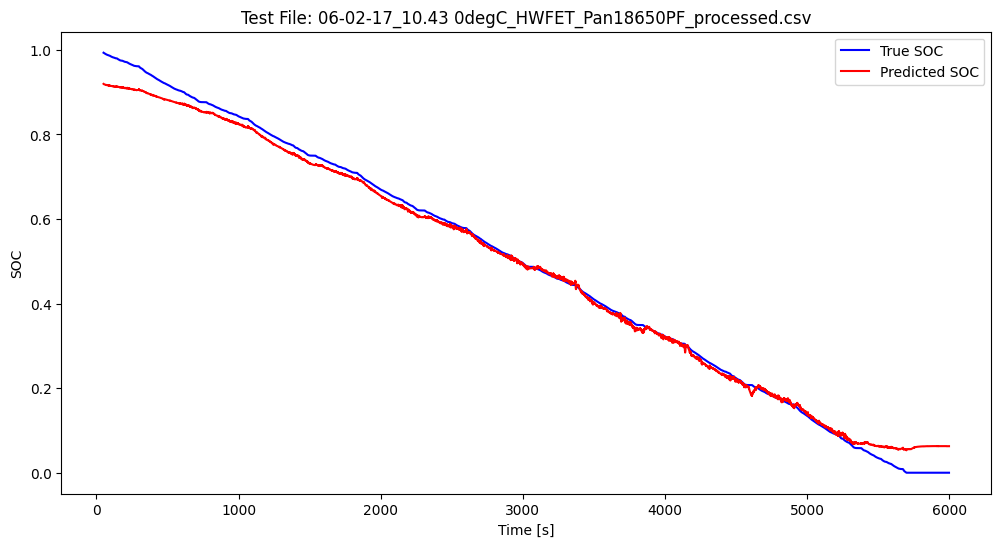 Test File: 06-02-17_10.43 0degC_HWFET_Pan18650PF_processed.csv
True SOC
Predicted SOC
1.0
0.8
0.6
0.4
0.2
0.0
SOC
0
1000
2000
3000
4000
5000
6000
Time [s]